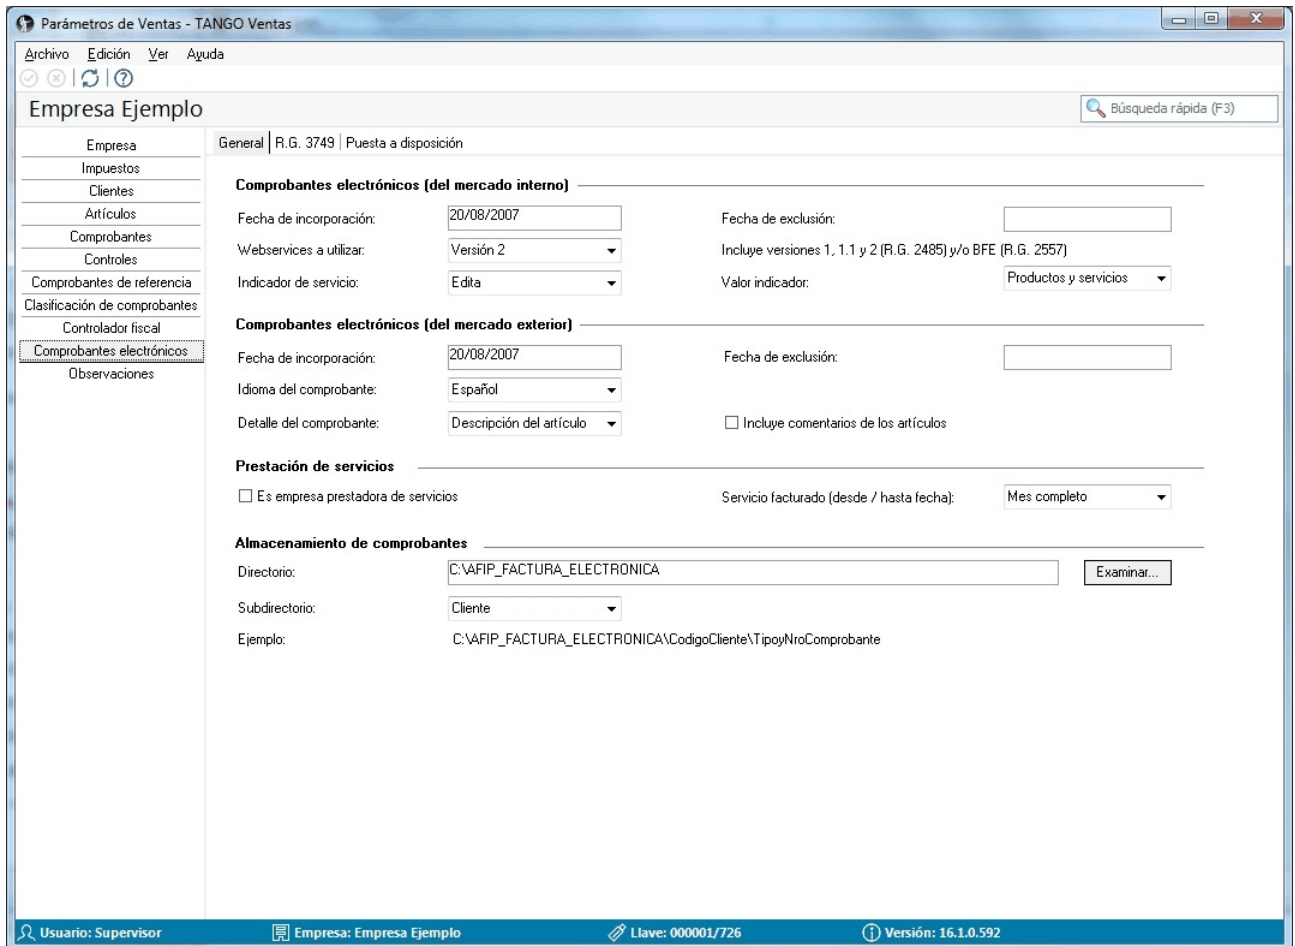 Parámetros de Ventas - TANGO Ventas
Archivo Edición Ver Ayuda
Empresa Ejemplo
Búsqueda rápida (F3)
Empresa
Impuestos
Clientes
Artículos
Comprobantes
Controles
Comprobantes de referencia
Clasificación de comprobantes
Controlador fiscal
Comprobantes electrónicos
Observaciones
General R.G. 3749 Puesta a disposición
Comprobantes electrónicos (del mercado interno)
Fecha de incorporación: 20/08/2007 Fecha de exclusión:
Webservices a utilizar: Versión 2 Incluye versiones 1, 1.1 y 2 (R.G. 2485) y/o BFE (R.G. 2557)
Indicador de servicio: Edita Valor indicador: Productos y servicios
Comprobantes electrónicos (del mercado exterior)
Fecha de incorporación: 20/08/2007 Fecha de exclusión:
Idioma del comprobante: Español
Detalle del comprobante: Descripción del artículo Incluye comentarios de los artículos
Prestación de servicios
Es empresa prestadora de servicios Servicio facturado (desde / hasta fecha): Mes completo
Almacenamiento de comprobantes
Directorio: C:\AFIP_FACTURA_ELECTRONICA Examinar...
Subdirectorio: Cliente
Ejemplo: C:\AFIP_FACTURA_ELECTRONICA\CodigoCliente\TipoyNroComprobante
Usuario: Supervisor Empresa: Empresa Ejemplo Llave: 000001/726 Versión: 16.1.0.592